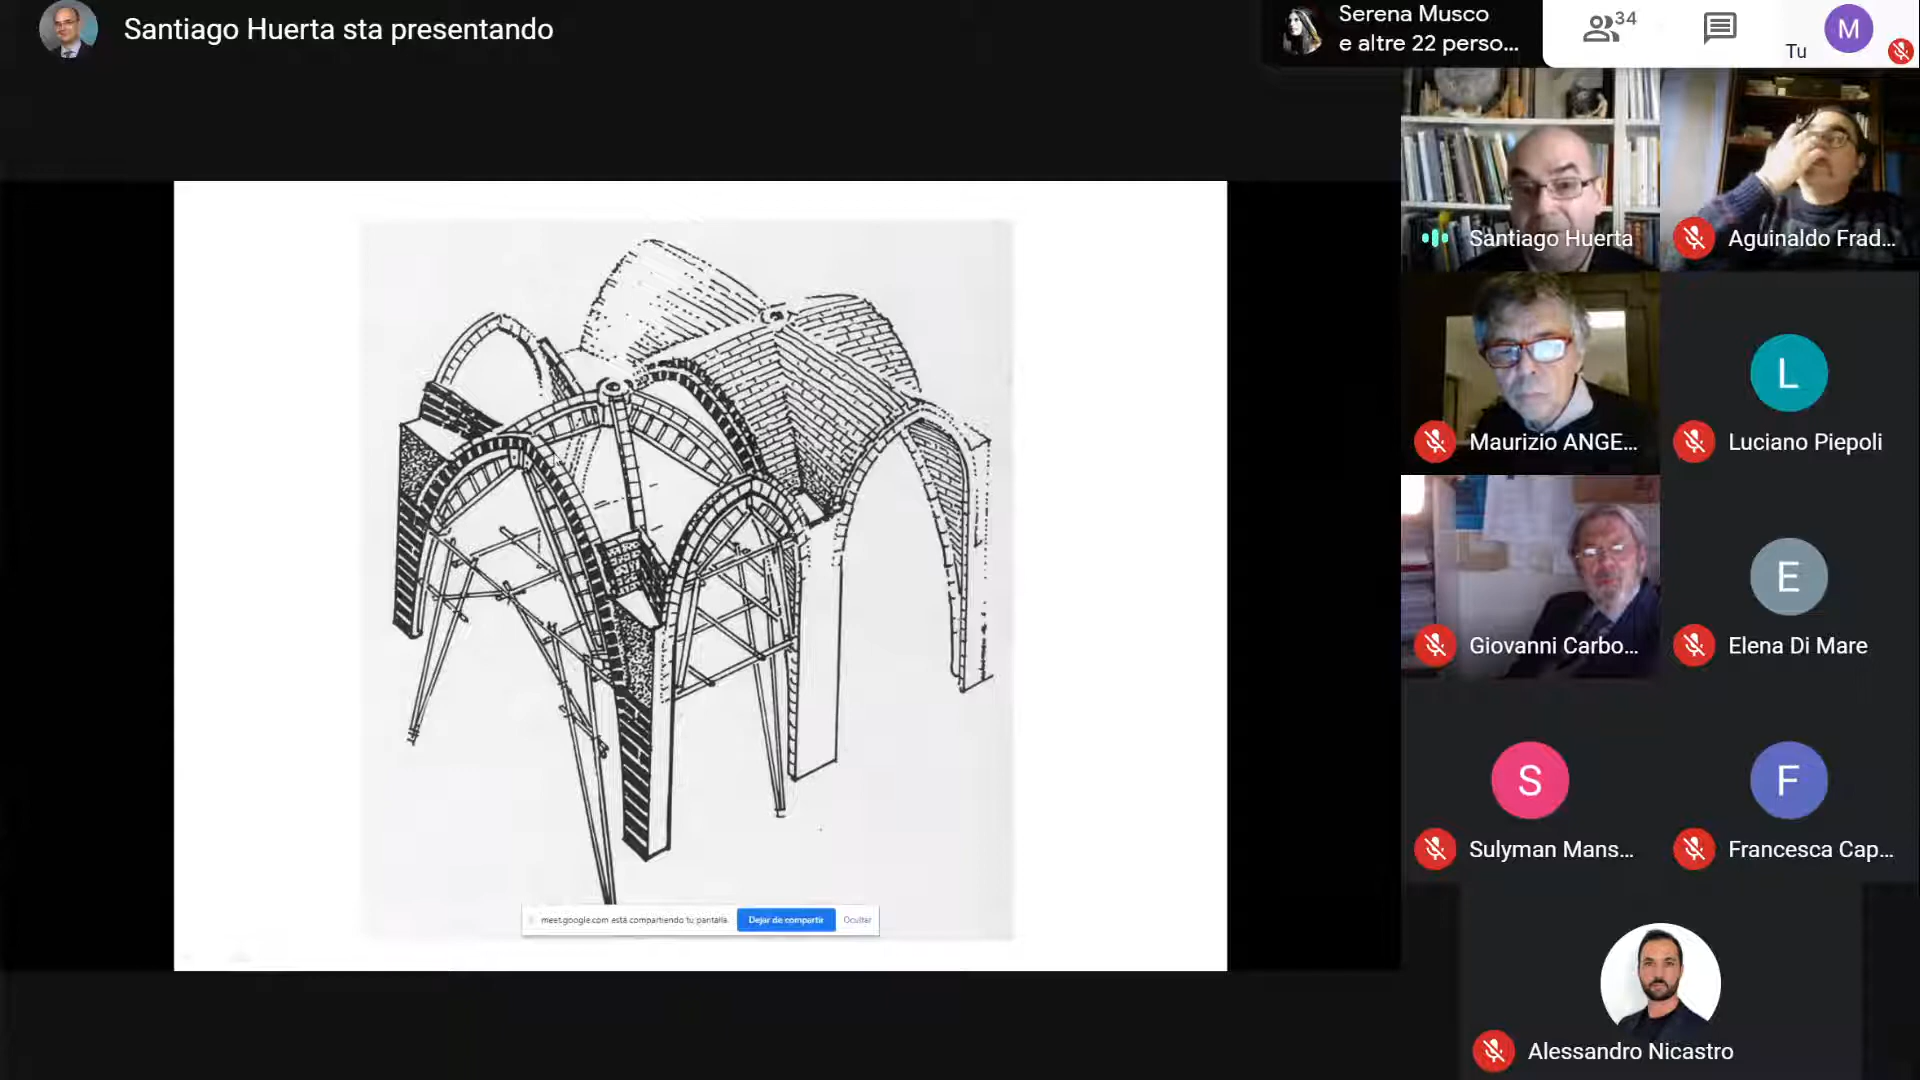 Santiago Huerta sta presentando
Serena Musco
e altre 22 perso...
34
Tu
M
Santiago Huerta
Aguinaldo Frad...
Maurizio ANGE...
L
Luciano Piepoli
Giovanni Carbo...
E
Elena Di Mare
S
Sulyman Mans...
F
Francesca Cap...
Alessandro Nicastro
meet.google.com está compartiendo tu pantalla.
Dejar de compartir
Ocultar